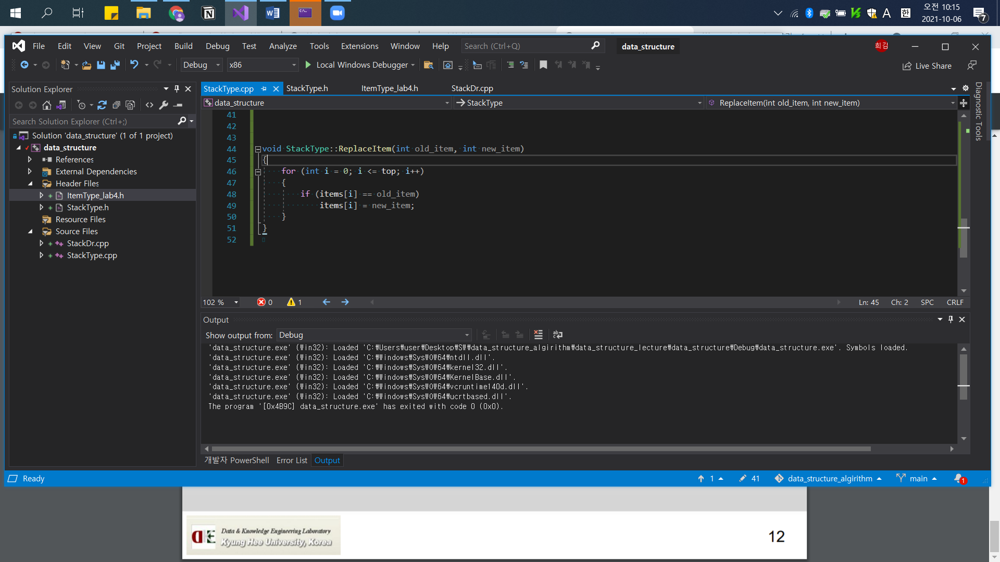 오전 10:15
2021-10-06
A
한
7
File Edit View Git Project Build Debug Test Analyze Tools Extensions Window Help
Search (Ctrl+Q)
data_structure
희김
Debug
x86
Local Windows Debugger
Live Share
Solution Explorer
Search Solution Explorer (Ctrl+;)
Solution 'data_structure' (1 of 1 project)
data_structure
References
External Dependencies
Header Files
ItemType_lab4.h
StackType.h
Resource Files
Source Files
StackDr.cpp
StackType.cpp
StackType.cpp StackType.h ItemType_lab4.h StackDr.cpp
data_structure
StackType
ReplaceItem(int old_item, int new_item)
Diagnostic Tools
41
42
43
44 void StackType::ReplaceItem(int old_item, int new_item)
45 {
46 for (int i = 0; i <= top; i++)
47 {
48 if (items[i] == old_item)
49 items[i] = new_item;
50 }
51 }
52
102 % 0 1 Ln: 45 Ch: 2 SPC CRLF
Output
Show output from: Debug
'data_structure.exe' (Win32): Loaded 'C:₩Users₩user₩Desktop₩SW₩data_structure_algirithm₩data_structure_lecture₩data_structure₩Debug₩data_structure.exe'. Symbols loaded.
'data_structure.exe' (Win32): Loaded 'C:₩Windows₩SysWOW64₩ntdll.dll'.
'data_structure.exe' (Win32): Loaded 'C:₩Windows₩SysWOW64₩kernel32.dll'.
'data_structure.exe' (Win32): Loaded 'C:₩Windows₩SysWOW64₩KernelBase.dll'.
'data_structure.exe' (Win32): Loaded 'C:₩Windows₩SysWOW64₩vcruntime140d.dll'.
'data_structure.exe' (Win32): Loaded 'C:₩Windows₩SysWOW64₩ucrtbased.dll'.
The program '[0x4B9C] data_structure.exe' has exited with code 0 (0x0).
개발자 PowerShell Error List Output
Ready
1
41
data_structure_algirithm
main
1
Data & Knowledge Engineering Laboratory
Kyung Hee University, Korea
12